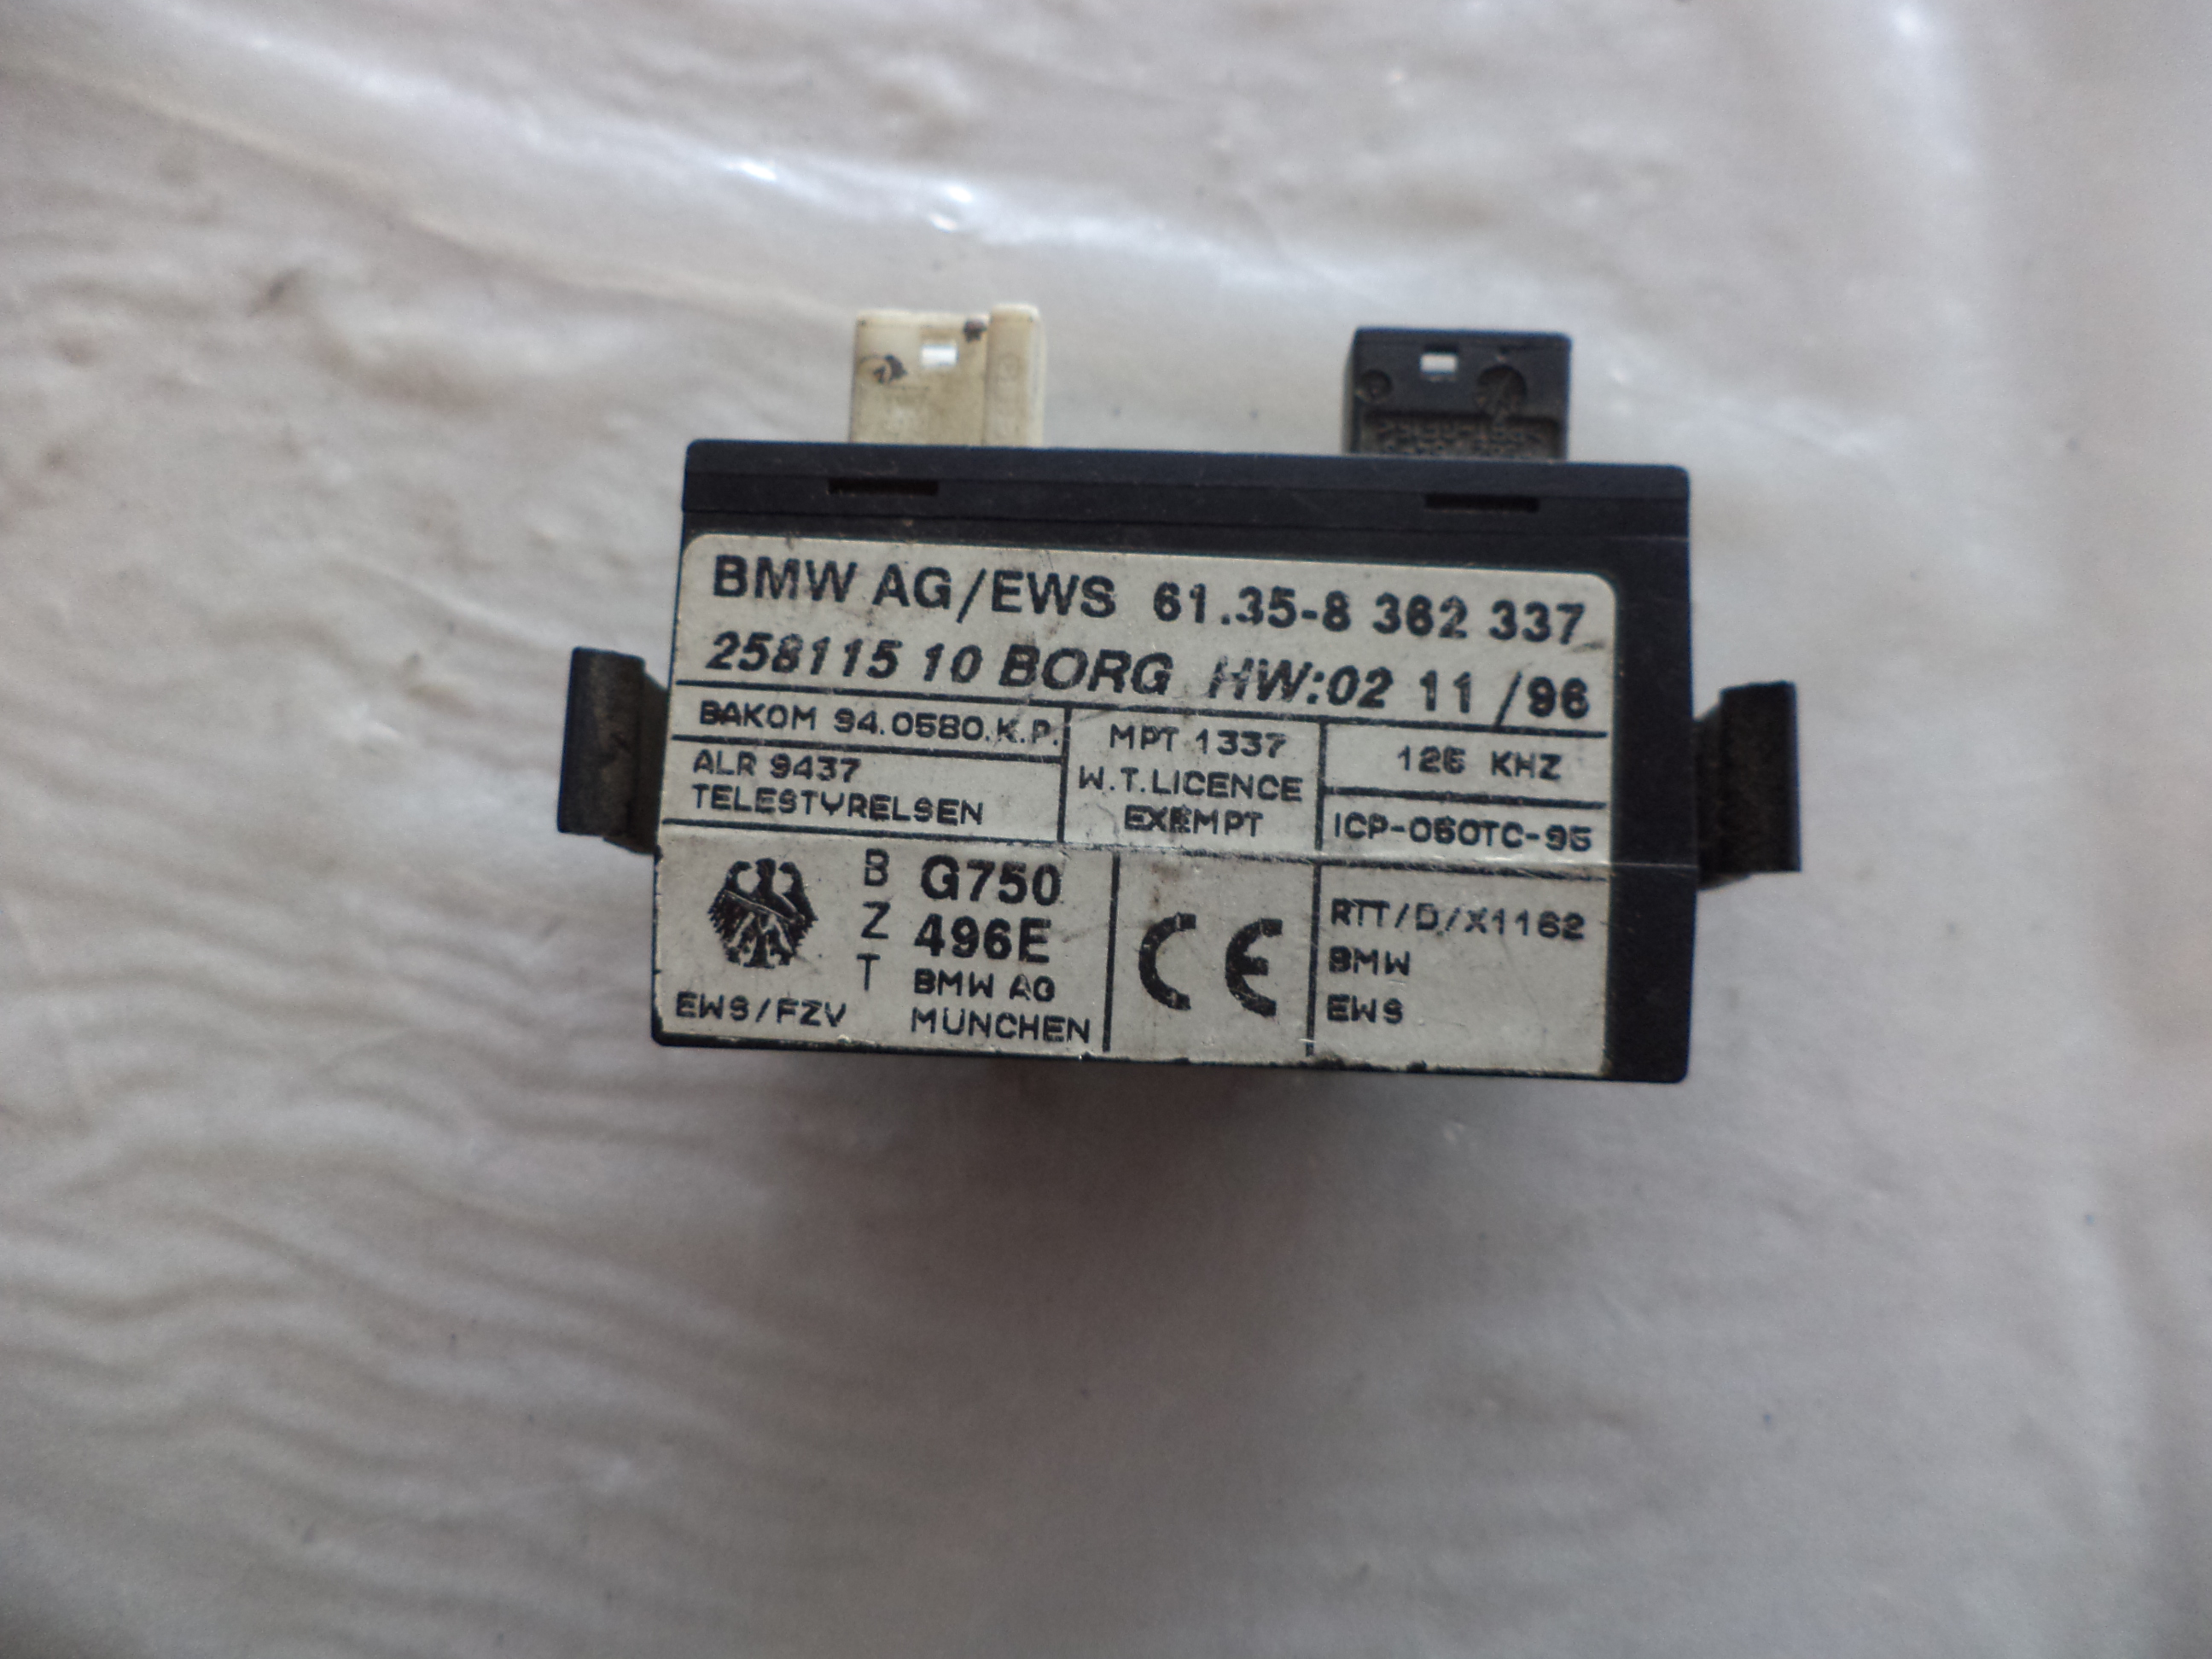 BMW AG/EWS 61.35-8 362 337
258115 10 BORG HW:02 11 /96
BAKOM 94.0580.K.P.
ALR 9437
TELESTYRELSEN
MPT 1337
W.T.LICENCE
EXEMPT
125 KHZ
ICP-060TC-95
B Z T
G750
496E
BMW AG
MÜNCHEN
EWS/FZV
CE
RTT/D/X1162
BMW
EWS